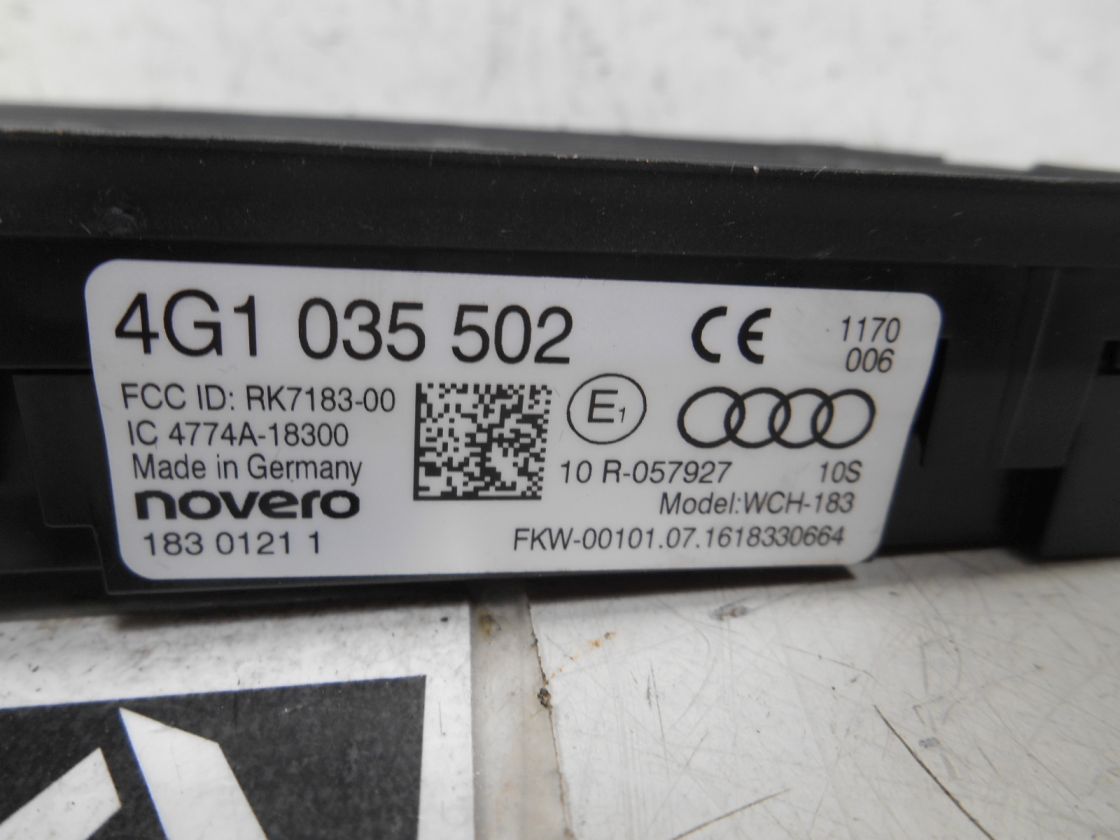 4G1 035 502
CE 1170
006
FCC ID: RK7183-00
IC 4774A-18300
Made in Germany
novero
183 0121 1
E1
10 R-057927 10S
Model:WCH-183
FKW-00101.07.1618330664